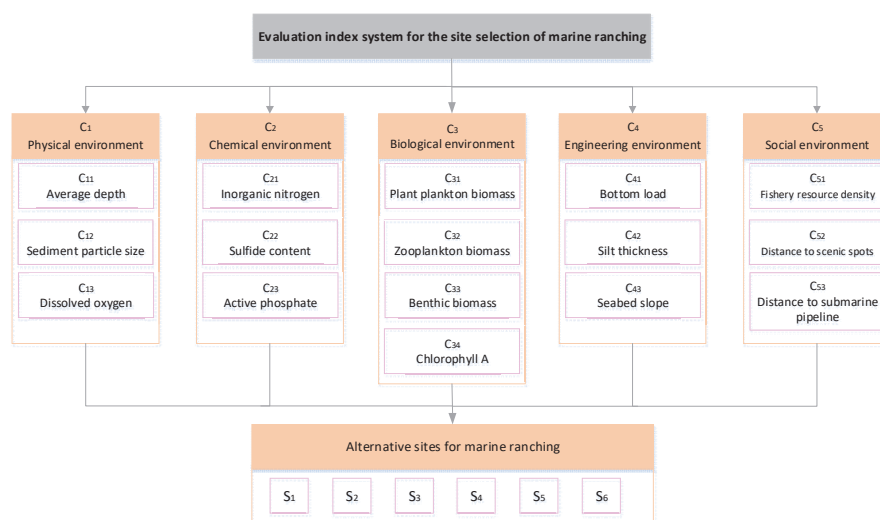 Evaluation index system for the site selection of marine ranching
C1
Physical environment
C11
Average depth
C12
Sediment particle size
C13
Dissolved oxygen
C2
Chemical environment
C21
Inorganic nitrogen
C22
Sulfide content
C23
Active phosphate
C3
Biological environment
C31
Plant plankton biomass
C32
Zooplankton biomass
C33
Benthic biomass
C34
Chlorophyll A
C4
Engineering environment
C41
Bottom load
C42
Silt thickness
C43
Seabed slope
C5
Social environment
C51
Fishery resource density
C52
Distance to scenic spots
C53
Distance to submarine
pipeline
Alternative sites for marine ranching
S1 S2 S3 S4 S5 S6